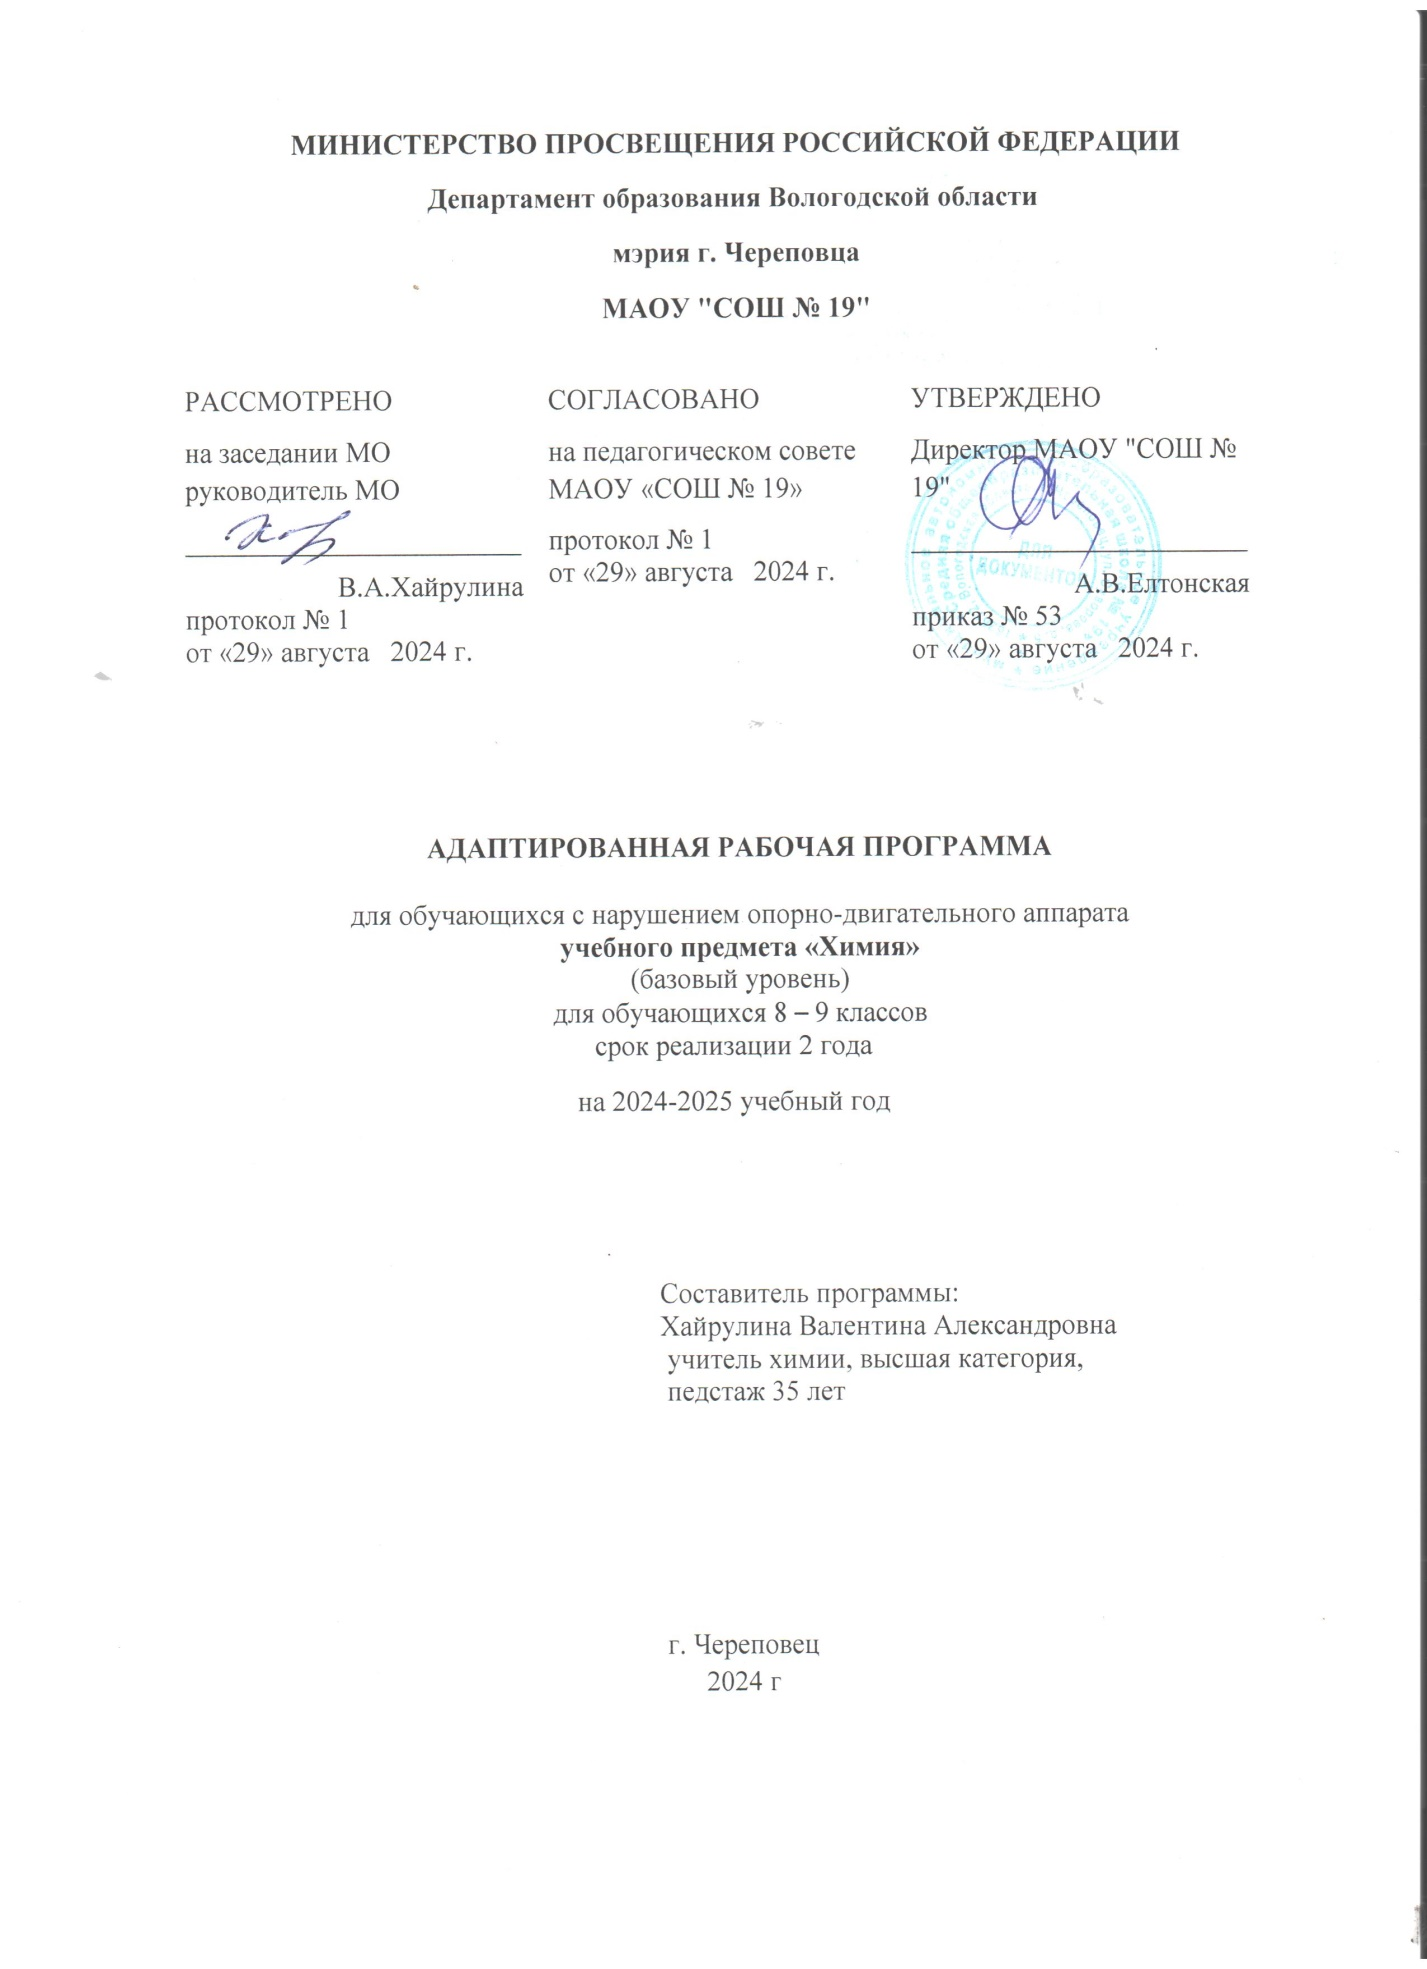 МИНИСТЕРСТВО ПРОСВЕЩЕНИЯ РОССИЙСКОЙ ФЕДЕРАЦИИ
Департамент образования Вологодской области
мэрия г. Череповца
МАОУ "СОШ № 19"
РАССМОТРЕНО
на заседании МО
руководитель МО
В.А.Хайрулина
протокол № 1
от «29» августа 2024 г.
СОГЛАСОВАНО
на педагогическом совете
МАОУ «СОШ № 19»
протокол № 1
от «29» августа 2024 г.
УТВЕРЖДЕНО
Директор МАОУ "СОШ №
19"
ДЛЯ
ДОКУМЕНТОВ
А.В.Елтонская
приказ № 53
от «29» августа 2024 г.
АДАПТИРОВАННАЯ РАБОЧАЯ ПРОГРАММА
для обучающихся с нарушением опорно-двигательного аппарата
учебного предмета «Химия»
(базовый уровень)
для обучающихся 8 – 9 классов
срок реализации 2 года
на 2024-2025 учебный год
Составитель программы:
Хайрулина Валентина Александровна
учитель химии, высшая категория,
педстаж 35 лет
г. Череповец
2024 г